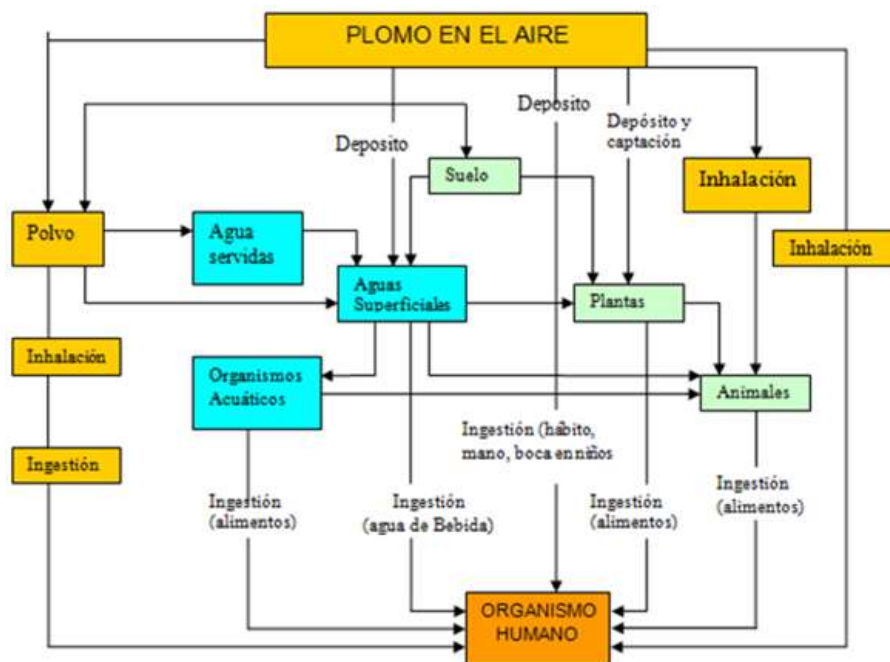 PLOMO EN EL AIRE
Deposito
Deposito
Depósito y
captación
Suelo
Inhalación
Polvo
Agua
servidas
Inhalación
Aguas
Superficiales
Plantas
Inhalación
Organismos
Acuáticos
Animales
Ingestión (hábito,
mano, boca en niños
Ingestión
Ingestión
(alimentos)
Ingestión
(agua de Bebida)
Ingestión
(alimentos)
Ingestión
(alimentos)
ORGANISMO
HUMANO